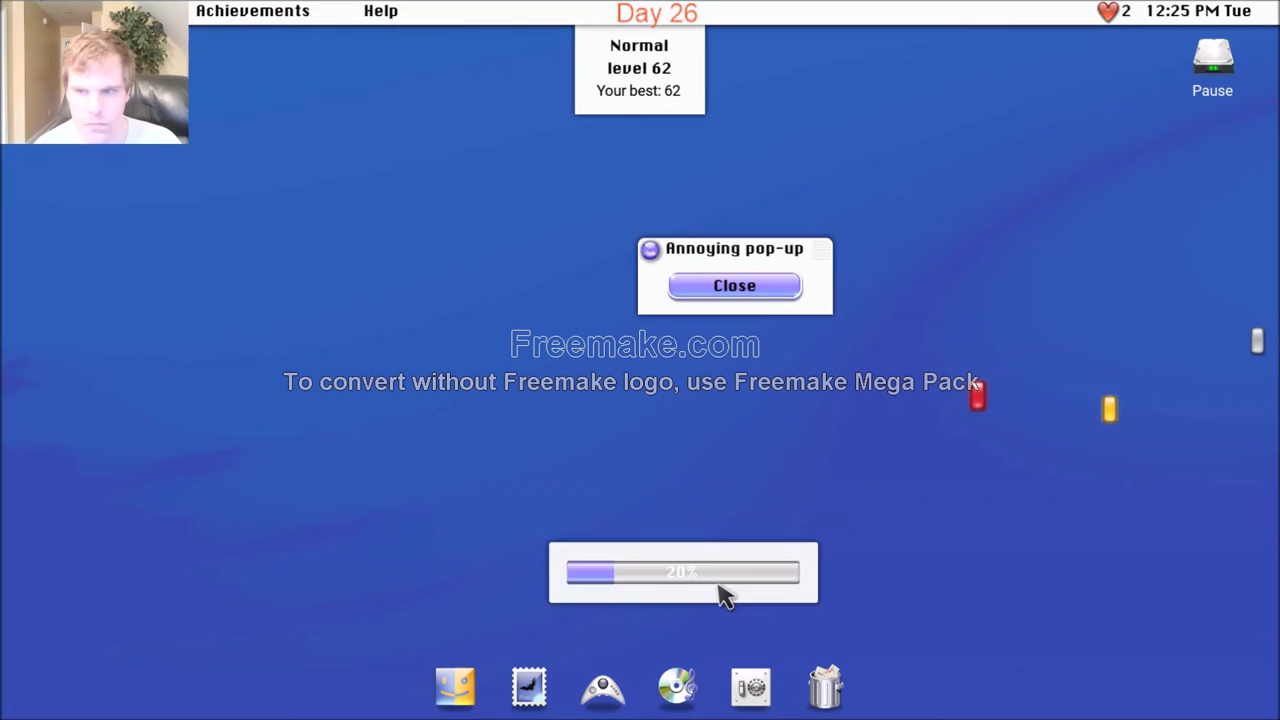 Achievements Help Day 26 2 12:25 PM Tue
Normal
level 62
Your best: 62
Pause
Annoying pop-up
Close
Freemake.com
To convert without Freemake logo, use Freemake Mega Pack
20%